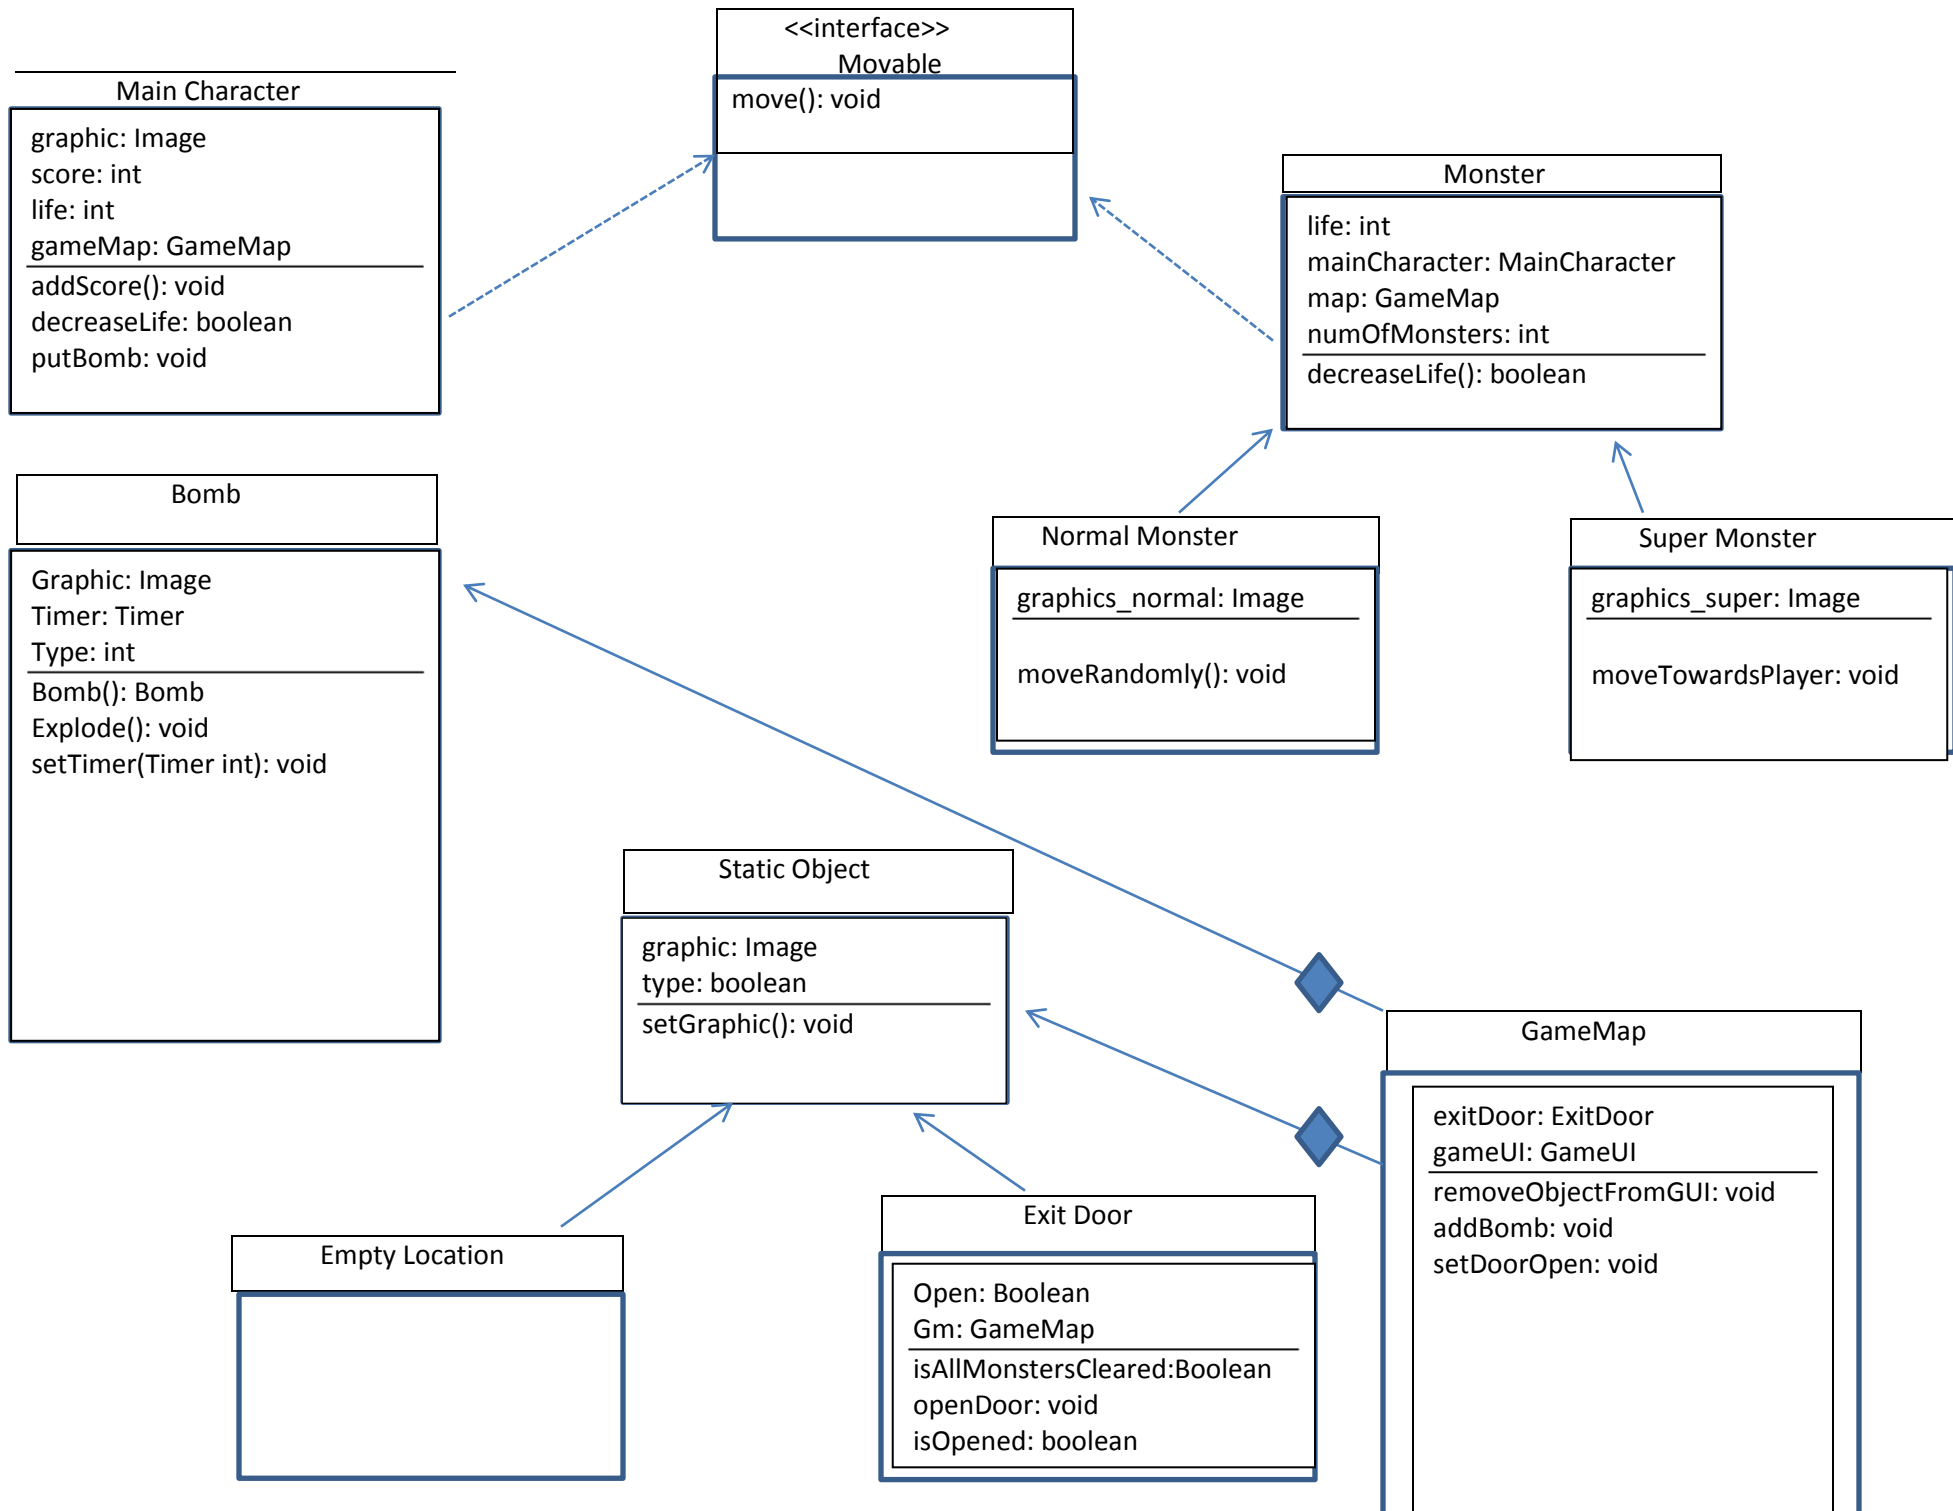 <<interface>>
Movable
move(): void
Main Character
graphic: Image
score: int
life: int
gameMap: GameMap
addScore(): void
decreaseLife: boolean
putBomb: void
Monster
life: int
mainCharacter: MainCharacter
map: GameMap
numOfMonsters: int
decreaseLife(): boolean
Bomb
Graphic: Image
Timer: Timer
Type: int
Bomb(): Bomb
Explode(): void
setTimer(Timer int): void
Normal Monster
graphics_normal: Image
moveRandomly(): void
Super Monster
graphics_super: Image
moveTowardsPlayer: void
Static Object
graphic: Image
type: boolean
setGraphic(): void
GameMap
exitDoor: ExitDoor
gameUI: GameUI
removeObjectFromGUI: void
addBomb: void
setDoorOpen: void
Empty Location
Exit Door
Open: Boolean
Gm: GameMap
isAllMonstersCleared:Boolean
openDoor: void
isOpened: boolean